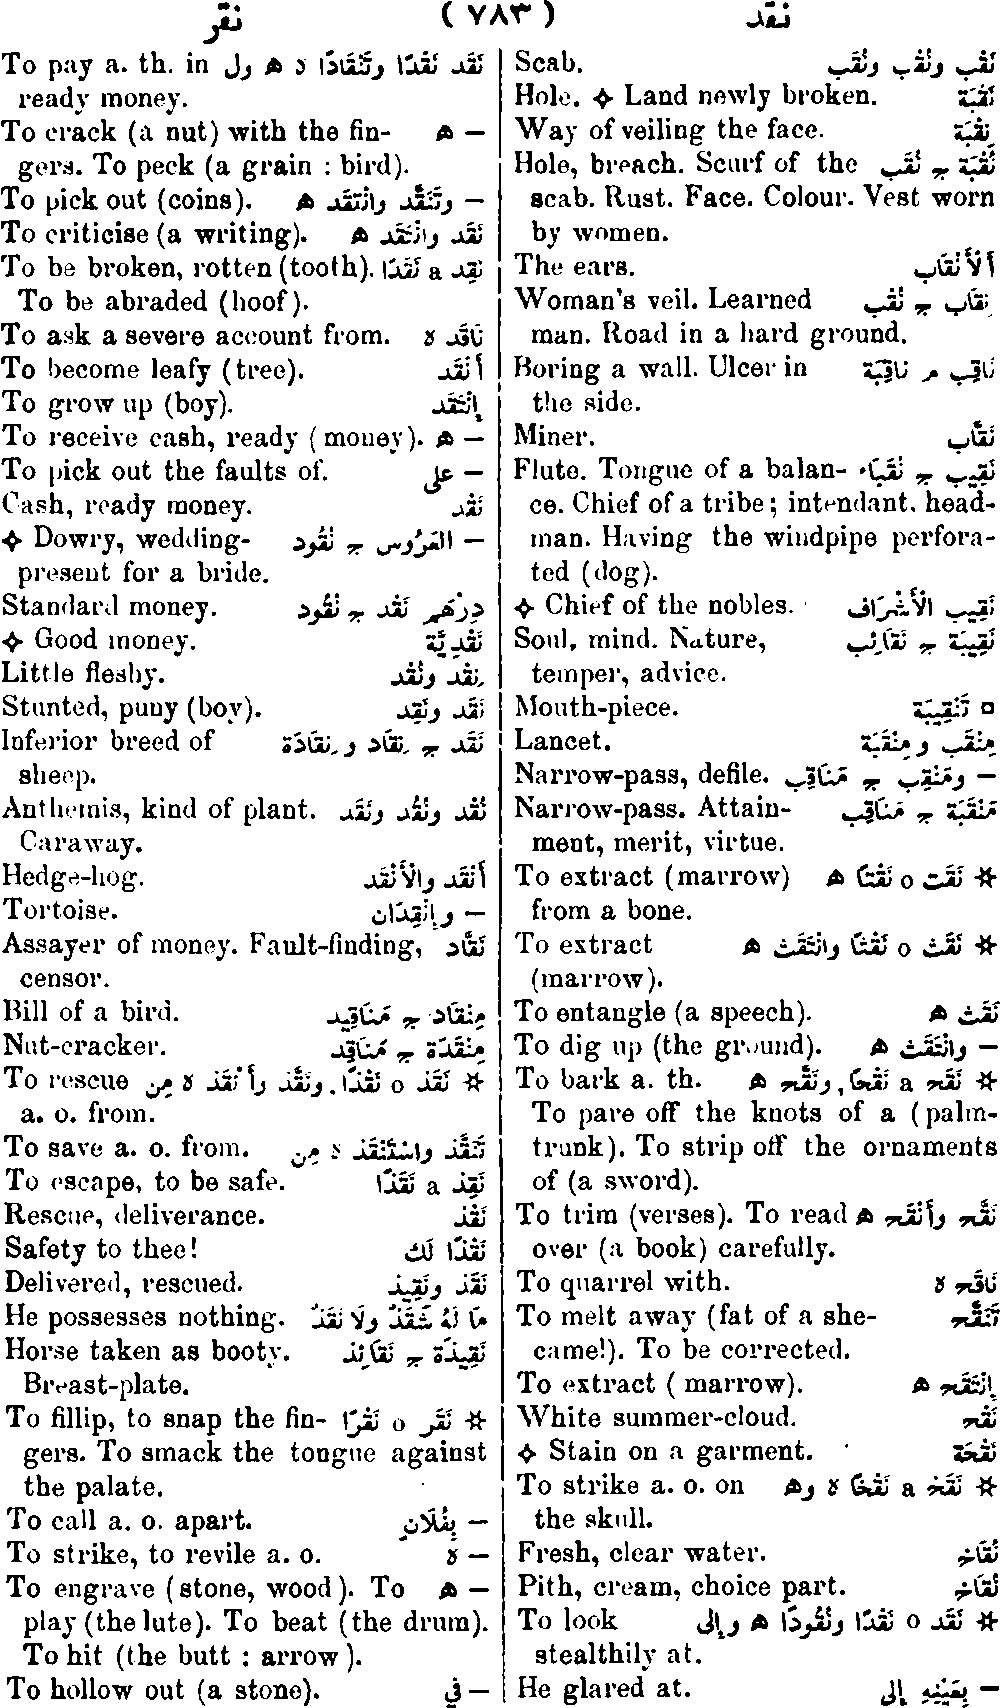 نقر ( ٧٨٣ ) نقد
Scab. نَقْب ونُقْب ونُقَب
Hole. ✧ Land newly broken. نَقْبَة
Way of veiling the face. نِقْبَة
Hole, breach. Scurf of the نُقْبَة ج نُقَب
scab. Rust. Face. Colour. Vest worn
by women.
The ears. أَلْأَنْقَاب
Woman's veil. Learned نِقَاب ج نُقُب
man. Road in a hard ground.
Boring a wall. Ulcer in نَاقِب م نَاقِبَة
the side.
Miner. نَقَّاب
Flute. Tongue of a balan- نَقِيب ج نُقَبَاء
ce. Chief of a tribe; intendant. head-
man. Having the windpipe perfora-
ted (dog).
✧ Chief of the nobles. نَقِيب الْأَشْرَاف
Soul, mind. Nature, نَقِيبَة ج نَقَائِب
temper, advice.
Mouth-piece. تَنْقِيبَة □
Lancet. مِنْقَب ومِنْقَبَة
Narrow-pass, defile. — ومَنْقِب ج مَنَاقِب
Narrow-pass. Attain- مَنْقَبَة ج مَنَاقِب
ment, merit, virtue.
To extract (marrow) ✲ نَقَت o نَقْتًا ه
from a bone.
To extract ✲ نَقَث o نَقْثًا وانْتَقَث ه
(marrow).
To entangle (a speech). نَقَث ه
To dig up (the ground). — وانْتَقَث ه
To bark a. th. ✲ نَقَح a نَقْحًا, ونَقَّح ه
To pare off the knots of a (palm-
trunk). To strip off the ornaments
of (a sword).
To trim (verses). To read نَقَّح وأَنْقَح ه
over (a book) carefully.
To quarrel with. نَاقَح ه
To melt away (fat of a she- تَنَقَّح
camel). To be corrected.
To extract (marrow). إِنْتَقَح ه
White summer-cloud. نَقْح
✧ Stain on a garment. نَقْحَة
To strike a. o. on ✲ نَقَخ a نَقْخًا ه وه
the skull.
Fresh, clear water. نُقَاخ
Pith, cream, choice part. نُقَاخ
To look ✲ نَقَد o نَقْدًا ونُقُودًا ه وإِلى
stealthily at.
He glared at. — بِعَيْنِهِ إِلى
To pay a. th. in نَقَد نَقْدًا وتَنْقَادًا ه ه ول
ready money.
To crack (a nut) with the fin- — ه
gers. To peck (a grain : bird).
To pick out (coins). — وتَنَقَّد وانْتَقَد ه
To criticise (a writing). نَقَد وانْتَقَد ه
To be broken, rotten (tooth). نَقِد a نَقَدًا
To be abraded (hoof).
To ask a severe account from. نَاقَد ه
To become leafy (tree). أَنْقَد
To grow up (boy). إِنْتَقَد
To receive cash, ready (money). — ه
To pick out the faults of. — على
Cash, ready money. نَقْد
✧ Dowry, wedding- — العَرُوس ج نُقُود
present for a bride.
Standard money. دِرْهَم نَقْد ج نُقُود
✧ Good money. نَقْدِيَّة
Little fleshy. نِقْد ونُقْد
Stunted, puny (boy). نَقَد ونَقِد
Inferior breed of نَقَد ج نِقَاد ونِقَادَة
sheep.
Anthemis, kind of plant. نُقْد ونُقُد ونَقَد
Caraway.
Hedge-hog. أَنْقَد والْأَنْقَد
Tortoise. — وإِنْقِدَان
Assayer of money. Fault-finding, نَقَّاد
censor.
Bill of a bird. مِنْقَاد ج مَنَاقِيد
Nut-cracker. مِنْقَدَة ج مَنَاقِد
To rescue ✲ نَقَذ o نَقْذًا, ونَقَّذ وأَنْقَذ ه مِن
a. o. from.
To save a. o. from. تَنَقَّذ واسْتَنْقَذ ه مِن
To escape, to be safe. نَقِذ a نَقَذًا
Rescue, deliverance. نَقْذ
Safety to thee! نَقْذًا لَك
Delivered, rescued. نَقَذ ونَقِيذ
He possesses nothing. مَا لَهُ شَقَذٌ ولَا نَقَذٌ
Horse taken as booty. نَقِيذَة ج نَقَائِذ
Breast-plate.
To fillip, to snap the fin- ✲ نَقَر o نَقْرًا
gers. To smack the tongue against
the palate.
To call a. o. apart. — بِفُلَانٍ
To strike, to revile a. o. — ه
To engrave (stone, wood). To — ه
play (the lute). To beat (the drum).
To hit (the butt : arrow).
To hollow out (a stone). — في